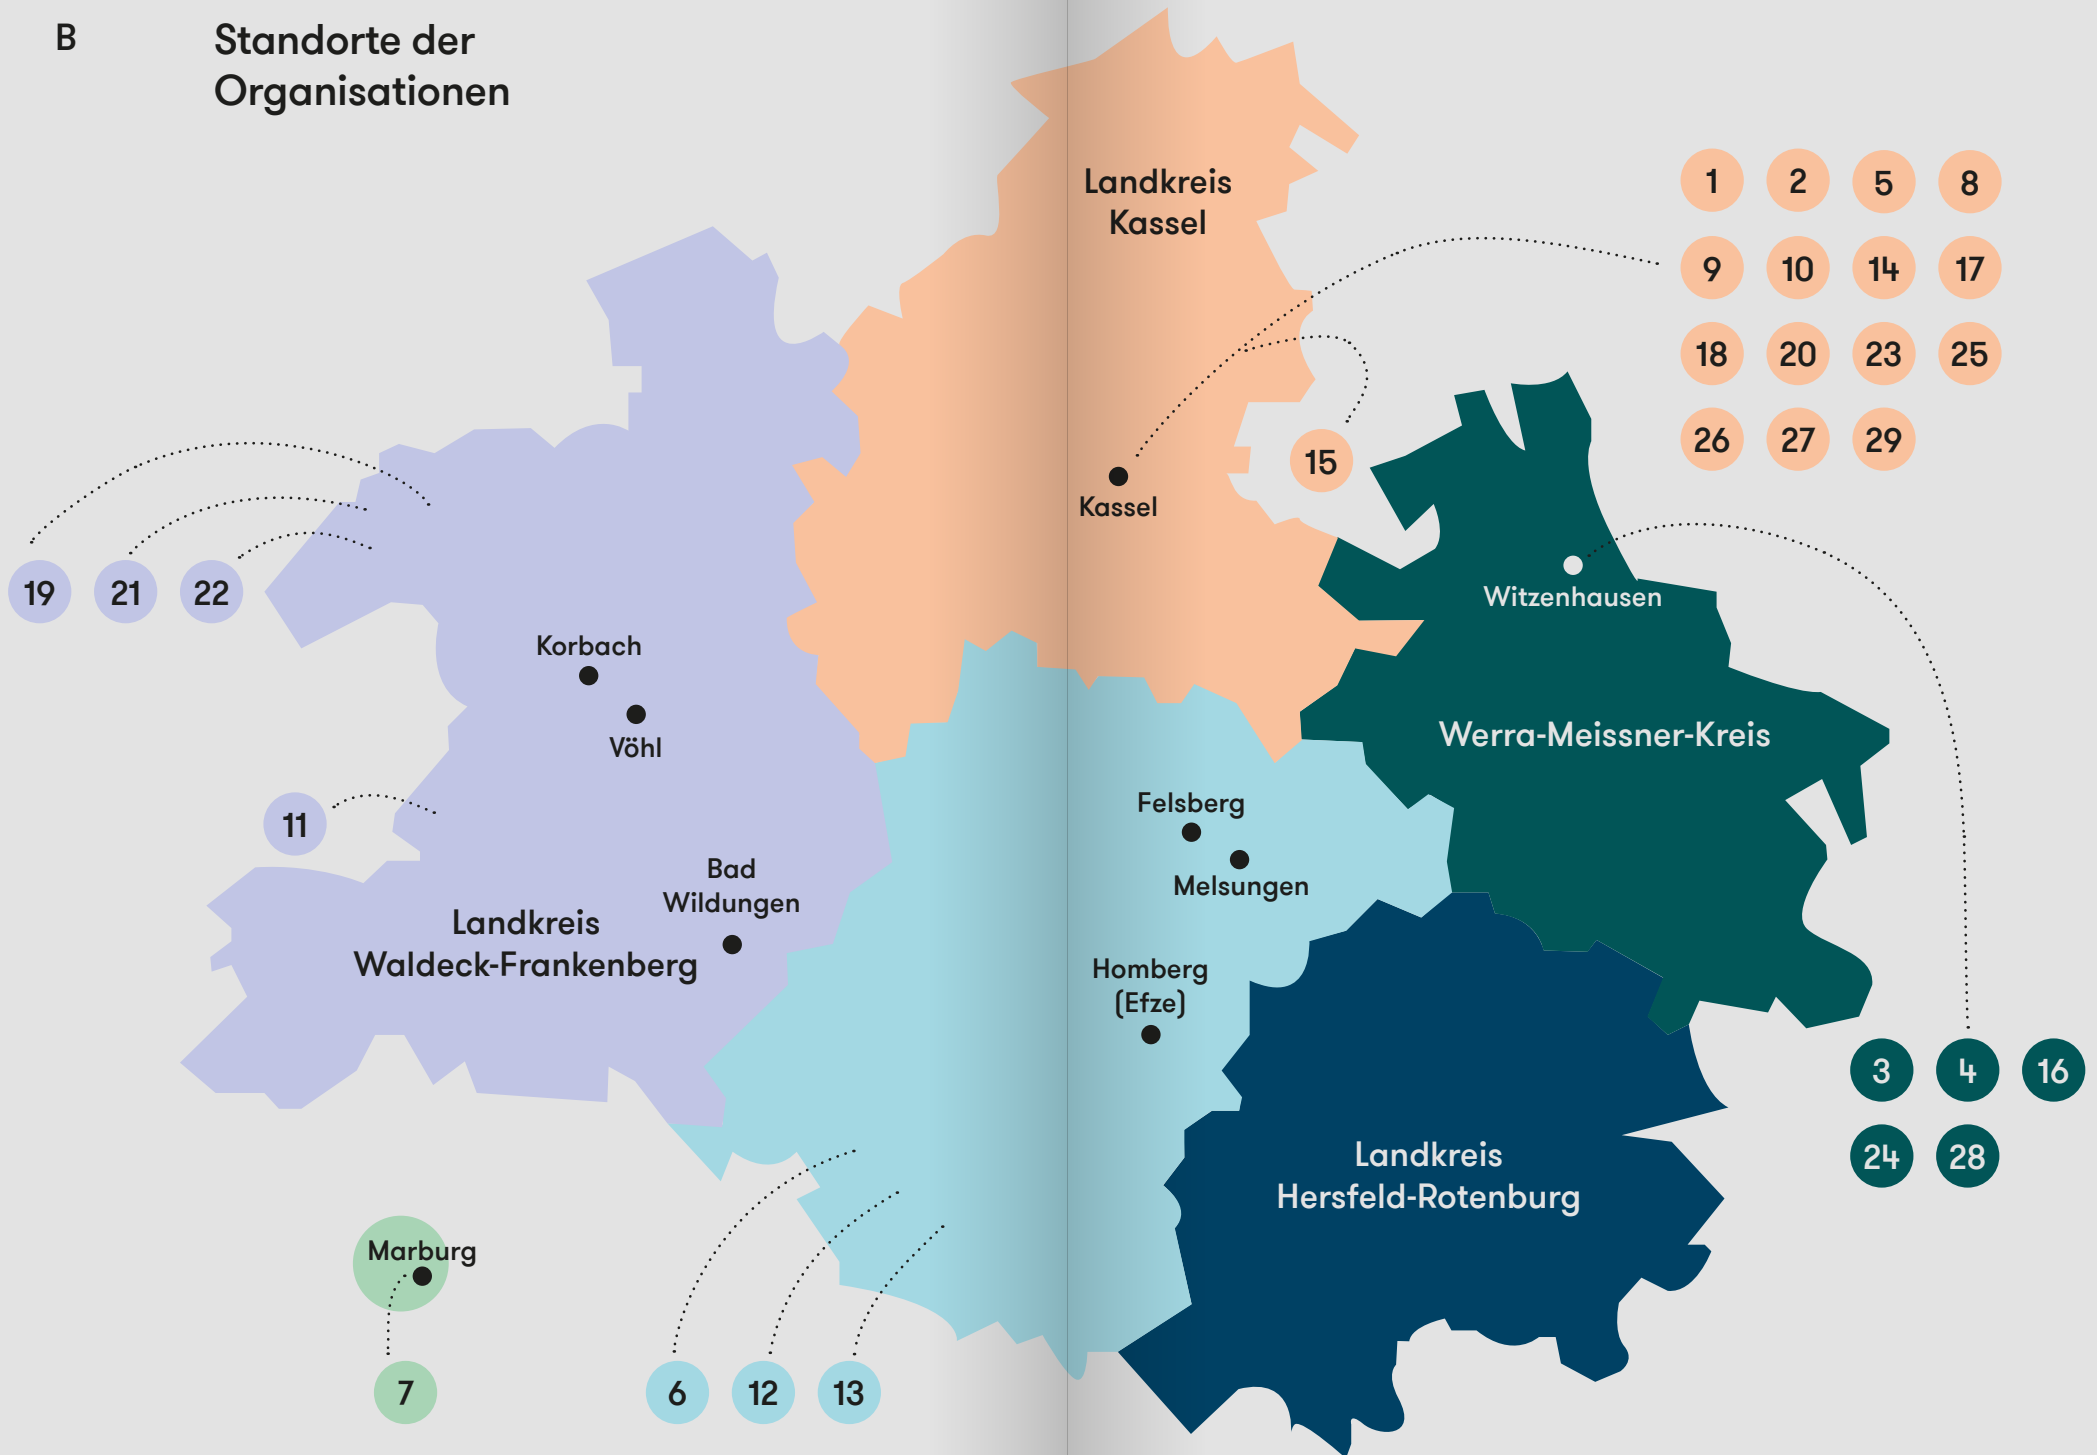 B
Standorte der
Organisationen
Landkreis
Kassel
1 2 5 8
9 10 14 17
18 20 23 25
26 27 29
15
Kassel
Witzenhausen
19 21 22
Korbach
Vöhl
Werra-Meissner-Kreis
11
Felsberg
Melsungen
Bad
Wildungen
Landkreis
Waldeck-Frankenberg
Homberg
(Efze)
3 4 16
24 28
Landkreis
Hersfeld-Rotenburg
Marburg
7
6 12 13